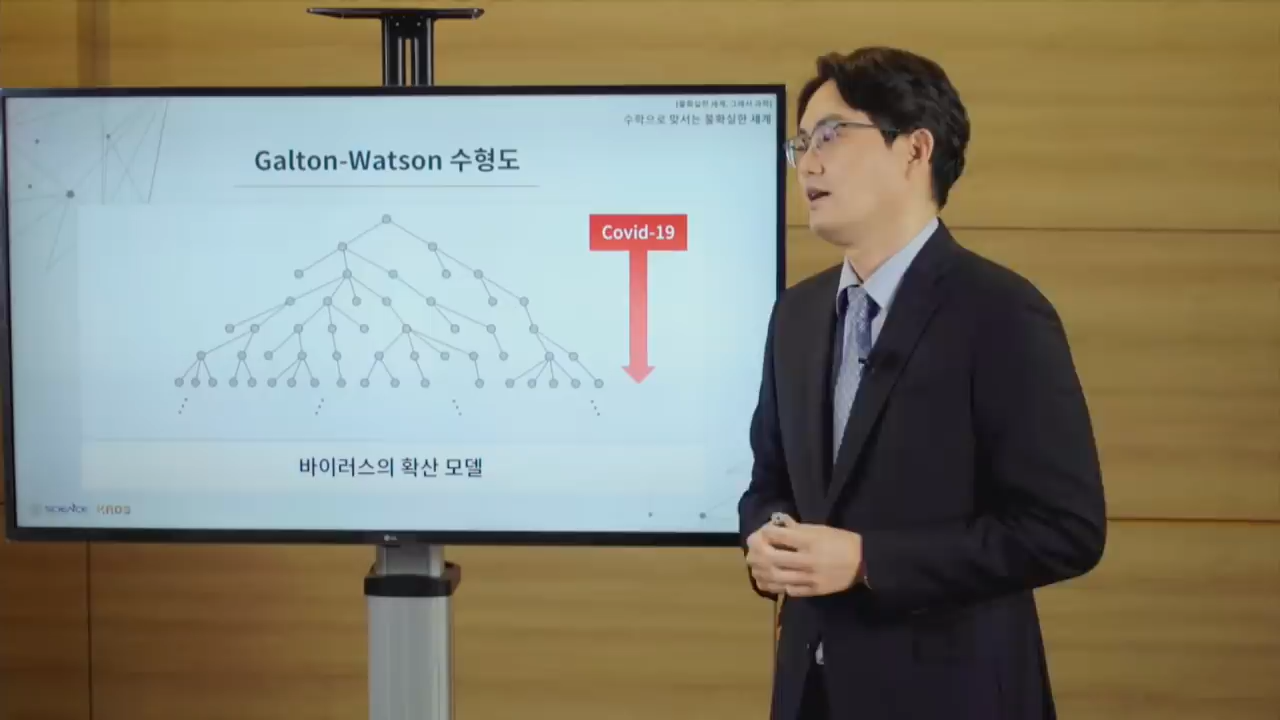 [불확실한 세계, 그래서 과학]
수학으로 맞서는 불확실한 세계
Galton-Watson 수형도
Covid-19
바이러스의 확산 모델
KAOS
LG